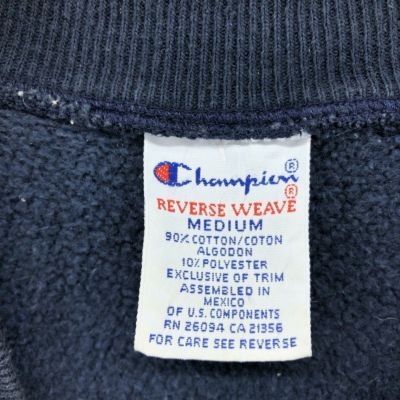 Champion®
REVERSE WEAVE®
MEDIUM
90% COTTON/COTON
ALGODON
10% POLYESTER
EXCLUSIVE OF TRIM
ASSEMBLED IN
MEXICO
OF U.S. COMPONENTS
RN 26094 CA 21356
FOR CARE SEE REVERSE